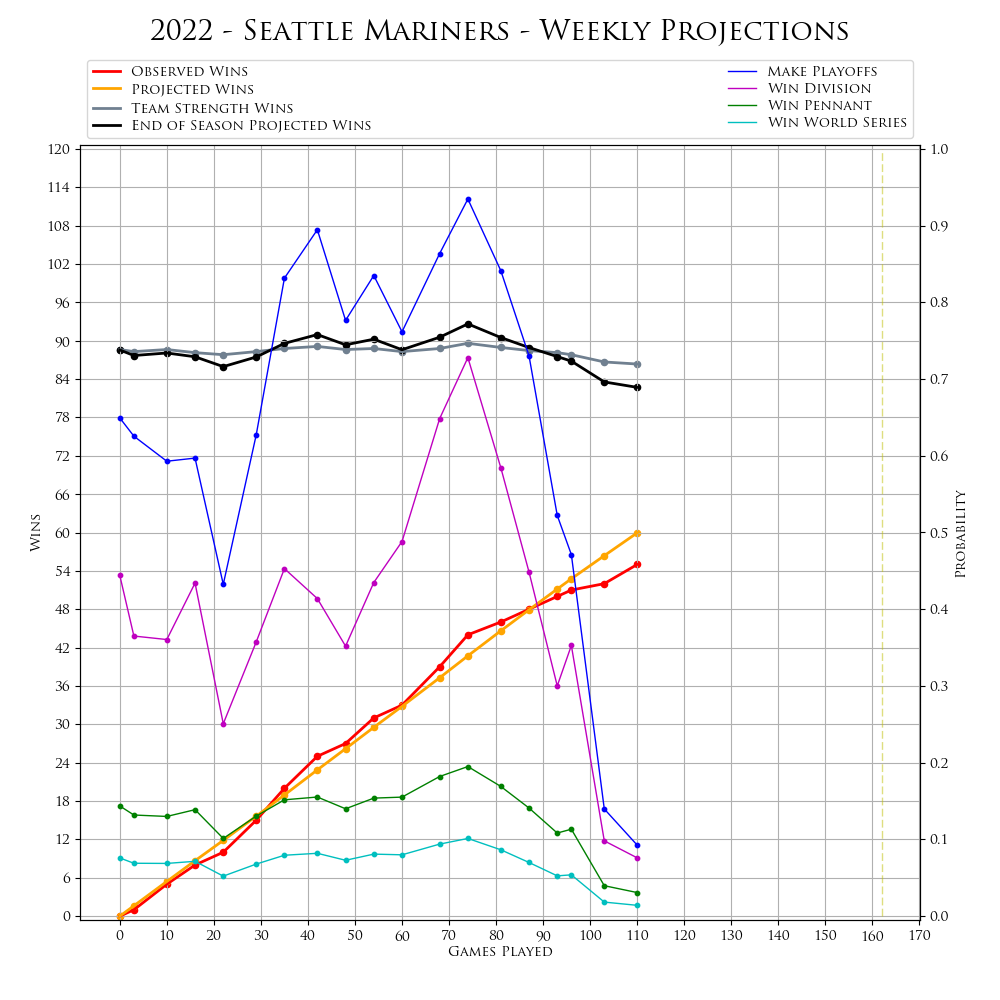 2022 - Seattle Mariners - Weekly Projections
Observed Wins
Projected Wins
Team Strength Wins
End of Season Projected Wins
Make Playoffs
Win Division
Win Pennant
Win World Series
120
114
108
102
96
90
84
78
72
66
60
54
48
42
36
30
24
18
12
6
0
Wins
1.0
0.9
0.8
0.7
0.6
0.5
0.4
0.3
0.2
0.1
0.0
Probability
0 10 20 30 40 50 60 70 80 90 100 110 120 130 140 150 160 170
Games Played